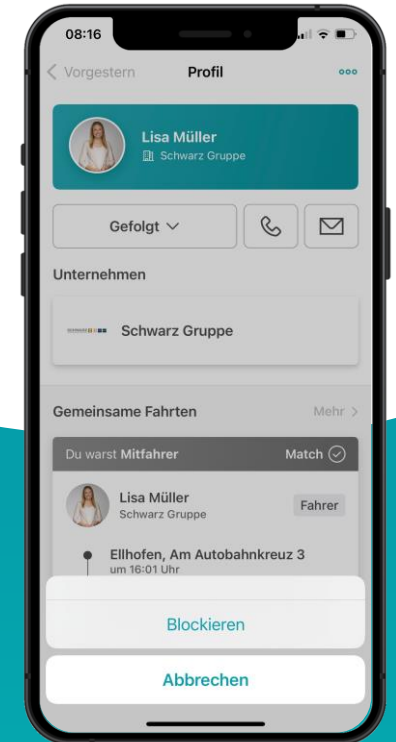 08:16
Vorgestern
Profil
Lisa Müller
Schwarz Gruppe
Gefolgt
Unternehmen
Schwarz Gruppe
Gemeinsame Fahrten
Mehr >
Du warst Mitfahrer
Match
Lisa Müller
Schwarz Gruppe
Fahrer
Ellhofen, Am Autobahnkreuz 3
um 16:01 Uhr
Blockieren
Abbrechen